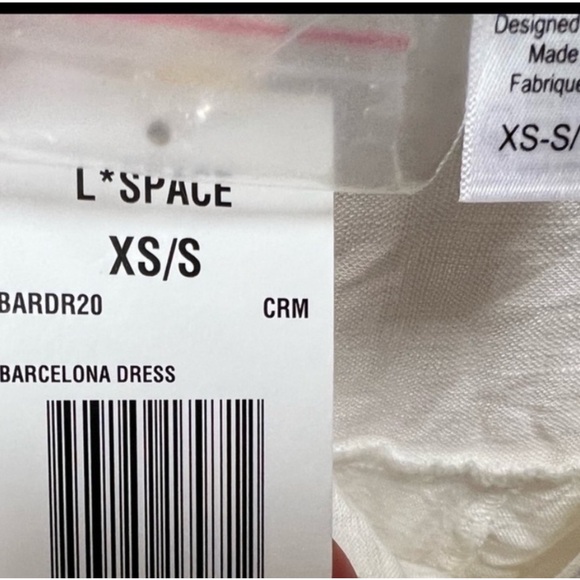 L*SPACE
XS/S
BARDR20 CRM
BARCELONA DRESS
Designed
Made
Fabrique
XS-S/